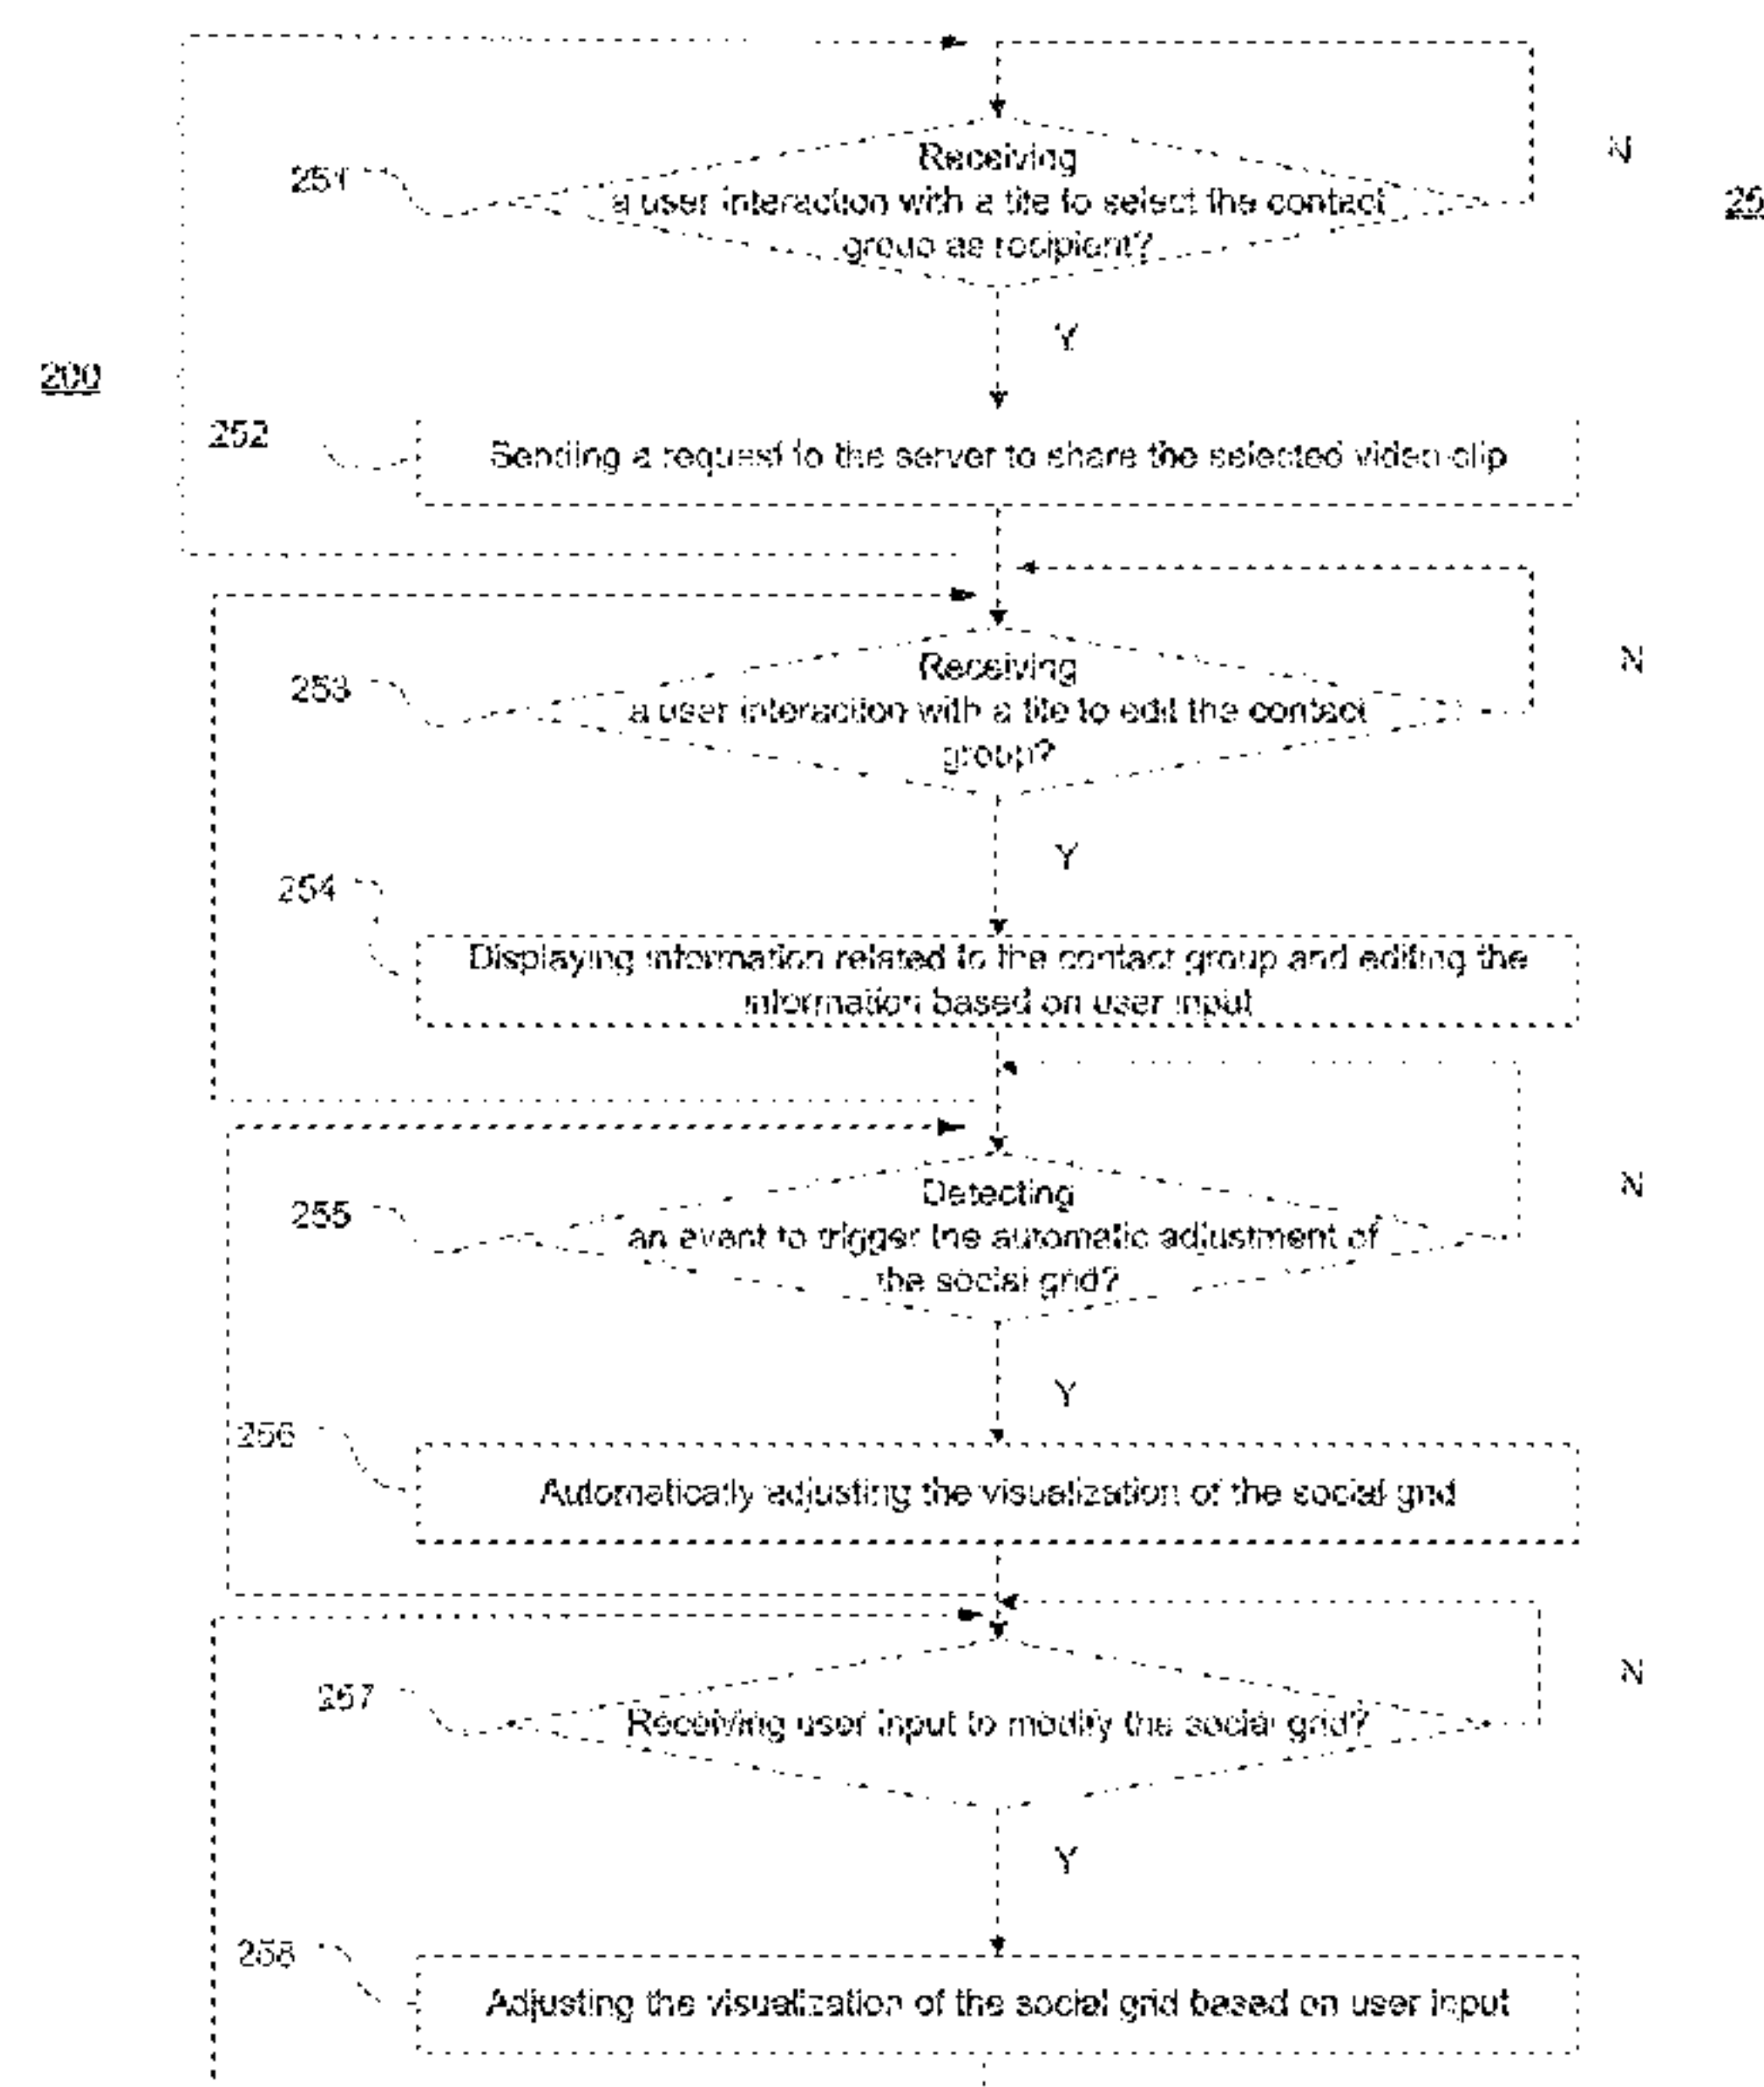 Receiving
N
251
a user interaction with a tile to select the contact
25
group as recipient?
Y
200
252
Sending a request to the server to share the selected video clip
Receiving
N
253
a user interaction with a tile to edit the contact
group?
Y
254
Displaying information related to the contact group and editing the
information based on user input
Detecting
N
255
an event to trigger the automatic adjustment of
the social grid?
Y
256
Automatically adjusting the visualization of the social grid
N
257
Receiving user input to modify the social grid?
Y
258
Adjusting the visualization of the social grid based on user input